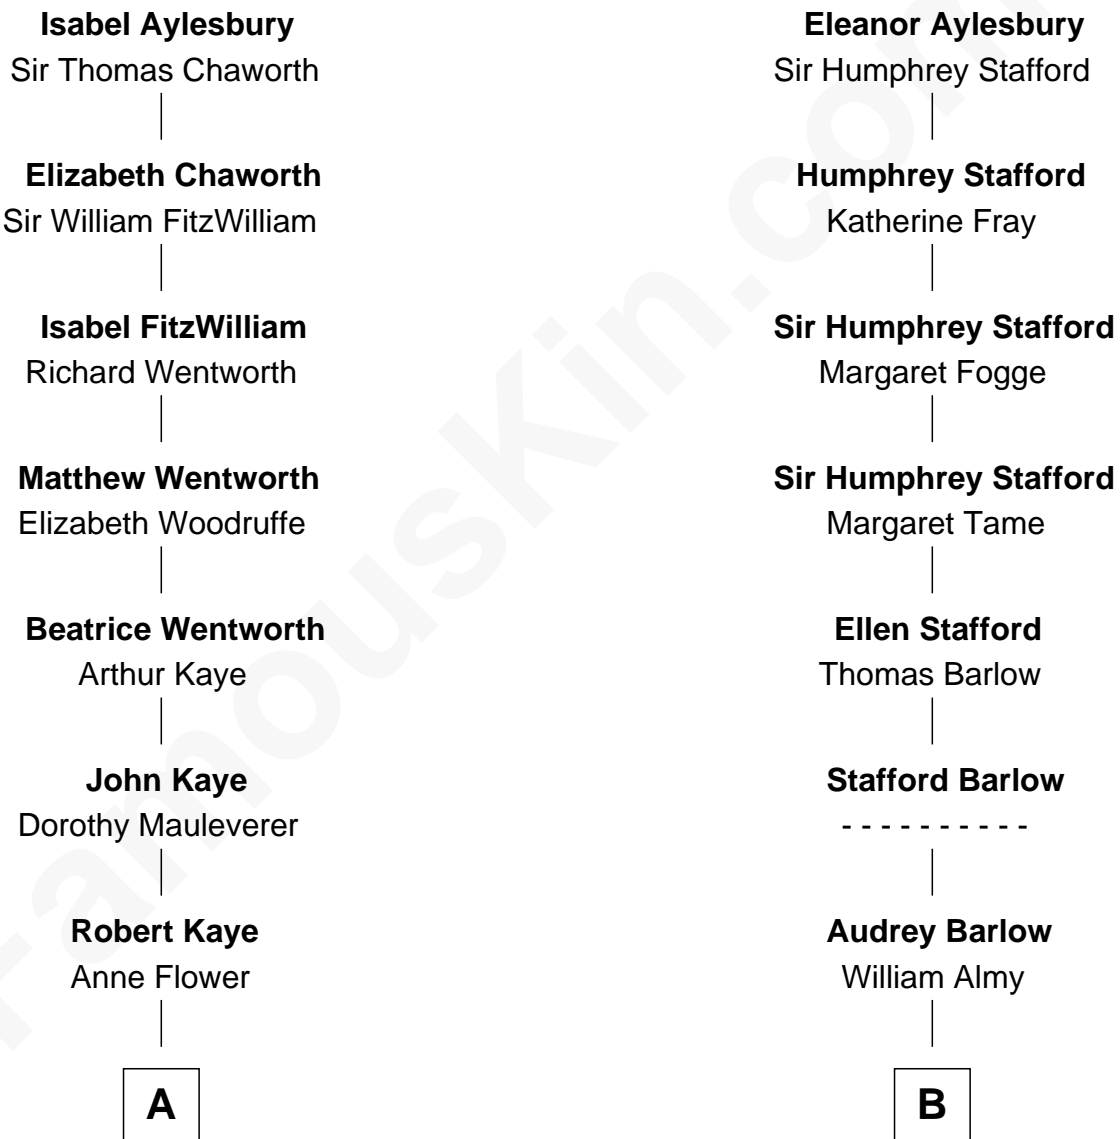 Isabel Aylesbury
Sir Thomas Chaworth
Elizabeth Chaworth
Sir William FitzWilliam
Isabel FitzWilliam
Richard Wentworth
Matthew Wentworth
Elizabeth Woodruffe
Beatrice Wentworth
Arthur Kaye
John Kaye
Dorothy Mauleverer
Robert Kaye
Anne Flower
A
Eleanor Aylesbury
Sir Humphrey Stafford
Humphrey Stafford
Katherine Fray
Sir Humphrey Stafford
Margaret Fogge
Sir Humphrey Stafford
Margaret Tame
Ellen Stafford
Thomas Barlow
Stafford Barlow
- - - - - - - - - -
Audrey Barlow
William Almy
B
FamousKin.com